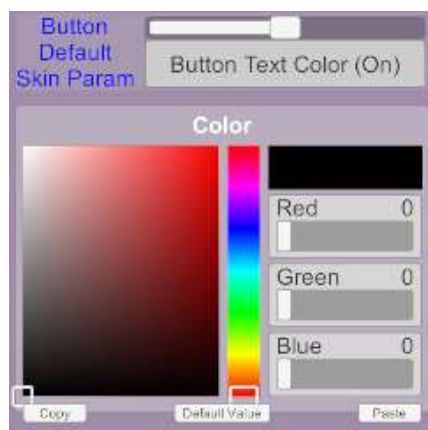 Button
Default
Skin Param
Button Text Color (On)
Color
Red 0
Green 0
Blue 0
Copy
Default Value
Paste